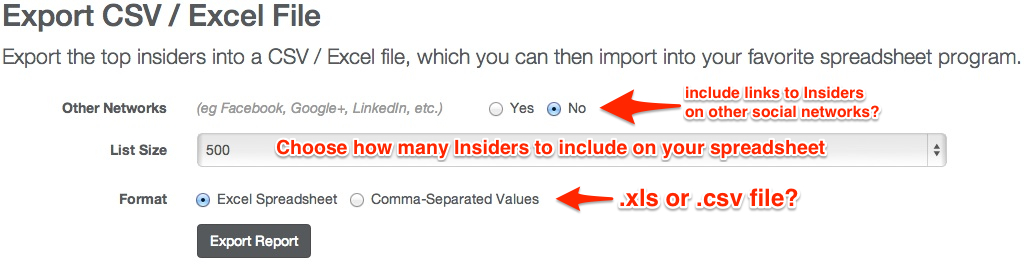 Export CSV / Excel File
Export the top insiders into a CSV / Excel file, which you can then import into your favorite spreadsheet program.
Other Networks (eg Facebook, Google+, LinkedIn, etc.) Yes No include links to Insiders
on other social networks?
List Size 500 Choose how many Insiders to include on your spreadsheet
Format Excel Spreadsheet Comma-Separated Values .xls or .csv file?
Export Report